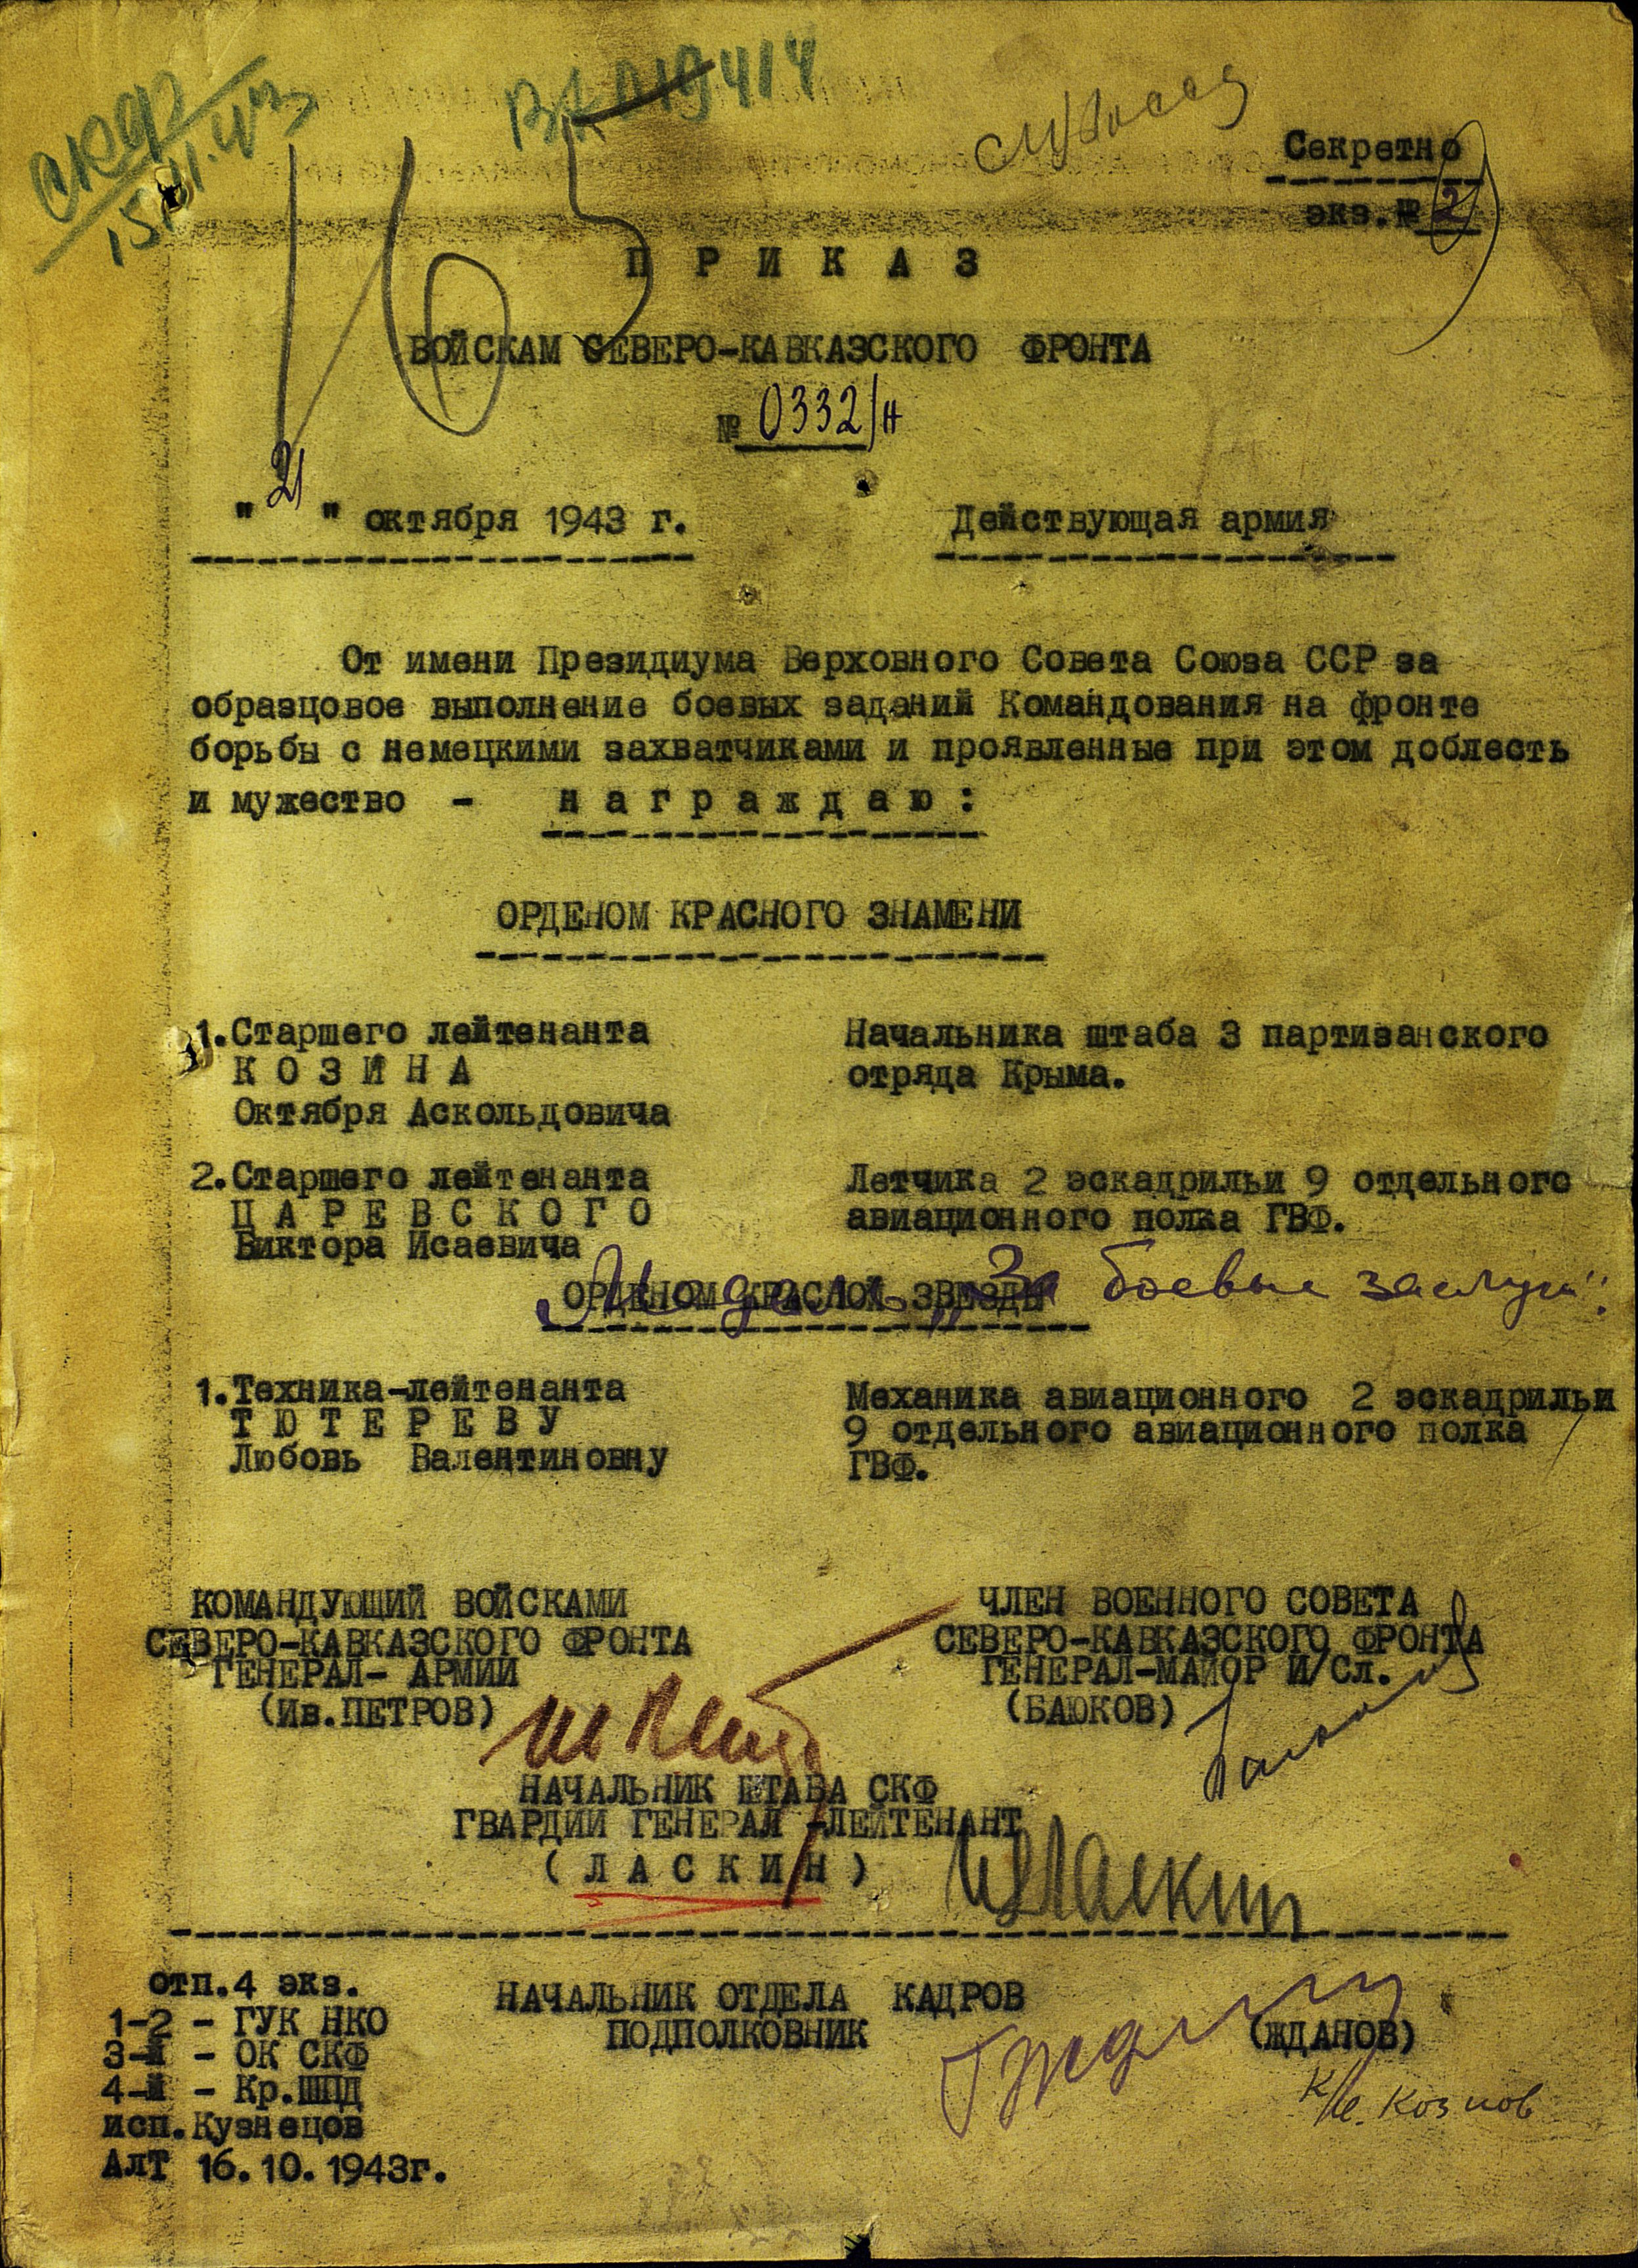 СКФ
15.11.43
19414
165
Секретно
экз.№ 2
П Р И К А З
ВОЙСКАМ СЕВЕРО-КАВКАЗСКОГО ФРОНТА
№ 0332/н
" 21 " октября 1943 г. Действующая армия
От имени Президиума Верховного Совета Союза ССР за
образцовое выполнение боевых заданий Командования на фронте
борьбы с немецкими захватчиками и проявленные при этом доблесть
и мужество - н а г р а ж д а ю :
ОРДЕНОМ КРАСНОГО ЗНАМЕНИ
1.Старшего лейтенанта Начальника штаба 3 партизанского
К О З И Н А отряда Крыма.
Октября Аскольдовича
2.Старшего лейтенанта Летчика 2 эскадрильи 9 отдельного
Ц А Р Е В С К О Г О авиационного полка ГВФ.
Виктора Исаевича
ОРДЕНОМ КРАСНОЙ ЗВЕЗДЫ
Медаль „За боевые заслуги".
1.Техника-лейтенанта Механика авиационного 2 эскадрильи
Т Ю Т Е Р Е В У 9 отдельного авиационного полка
Любовь Валентиновну ГВФ.
КОМАНДУЮЩИЙ ВОЙСКАМИ ЧЛЕН ВОЕННОГО СОВЕТА
СЕВЕРО-КАВКАЗСКОГО ФРОНТА СЕВЕРО-КАВКАЗСКОГО ФРОНТА
ГЕНЕРАЛ- АРМИИ ГЕНЕРАЛ-МАЙОР И/Сл.
(Ив.ПЕТРОВ) (БАЮКОВ)
НАЧАЛЬНИК ШТАБА СКФ
ГВАРДИИ ГЕНЕРАЛ -ЛЕЙТЕНАНТ
( Л А С К И Н ) Ласкин
отп.4 экз. НАЧАЛЬНИК ОТДЕЛА КАДРОВ
1-2 - ГУК НКО ПОДПОЛКОВНИК (ЖДАНОВ)
3-й - ОК СКФ
4-й - Кр.ШПД
исп.Кузнецов
АлТ 16.10.1943г.